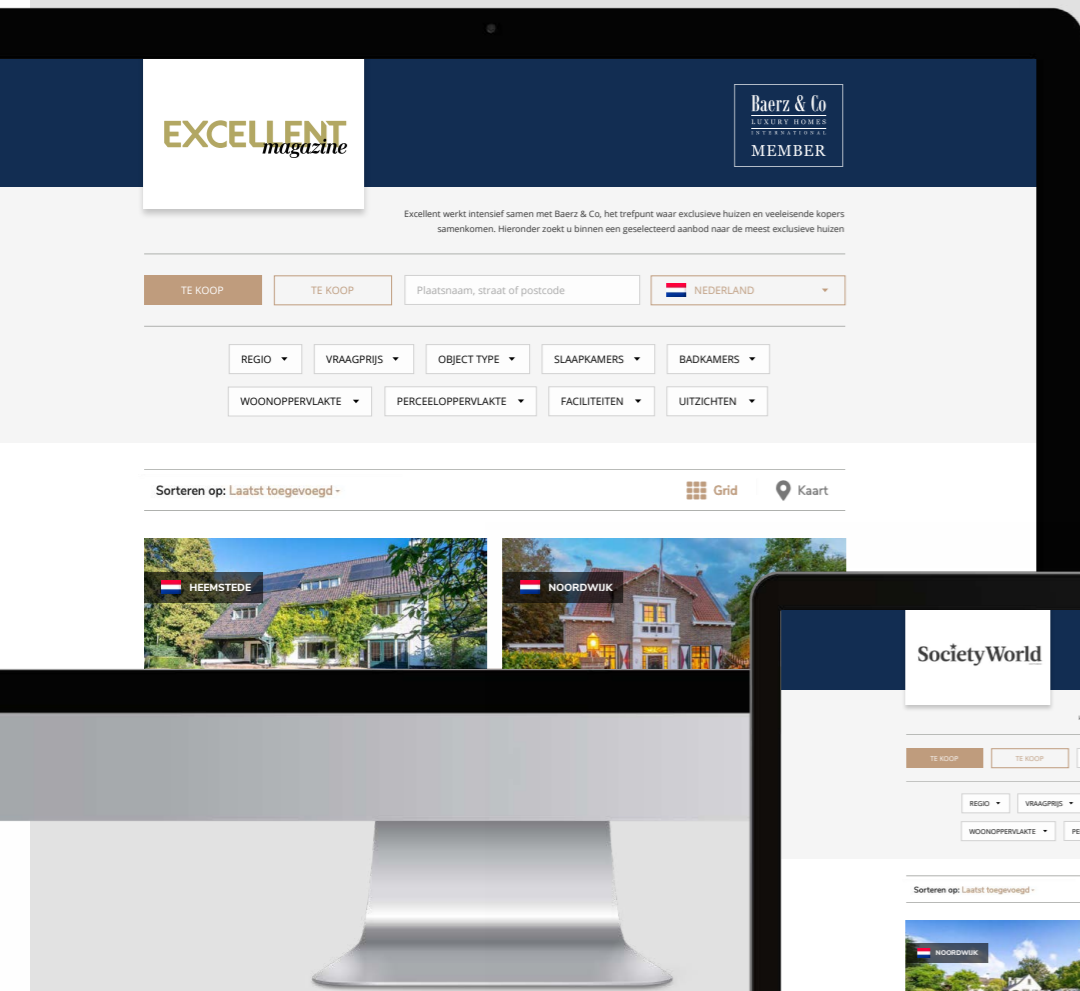 EXCELLENT
magazine
Baerz & Co
LUXURY HOMES
INTERNATIONAL
MEMBER
Excellent werkt intensief samen met Baerz & Co, het trefpunt waar exclusieve huizen en veeleisende kopers
samenkomen. Hieronder zoekt u binnen een geselecteerd aanbod naar de meest exclusieve huizen
TE KOOP TE KOOP Plaatsnaam, straat of postcode NEDERLAND
REGIO VRAAGPRIJS OBJECT TYPE SLAAPKAMERS BADKAMERS
WOONOPPERVLAKTE PERCEELOPPERVLAKTE FACILITEITEN UITZICHTEN
Sorteren op: Laatst toegevoegd - Grid Kaart
HEEMSTEDE NOORDWIJK
SocietyWorld
TE KOOP TE KOOP
REGIO VRAAGPRIJS
WOONOPPERVLAKTE PE
Sorteren op: Laatst toegevoegd -
NOORDWIJK